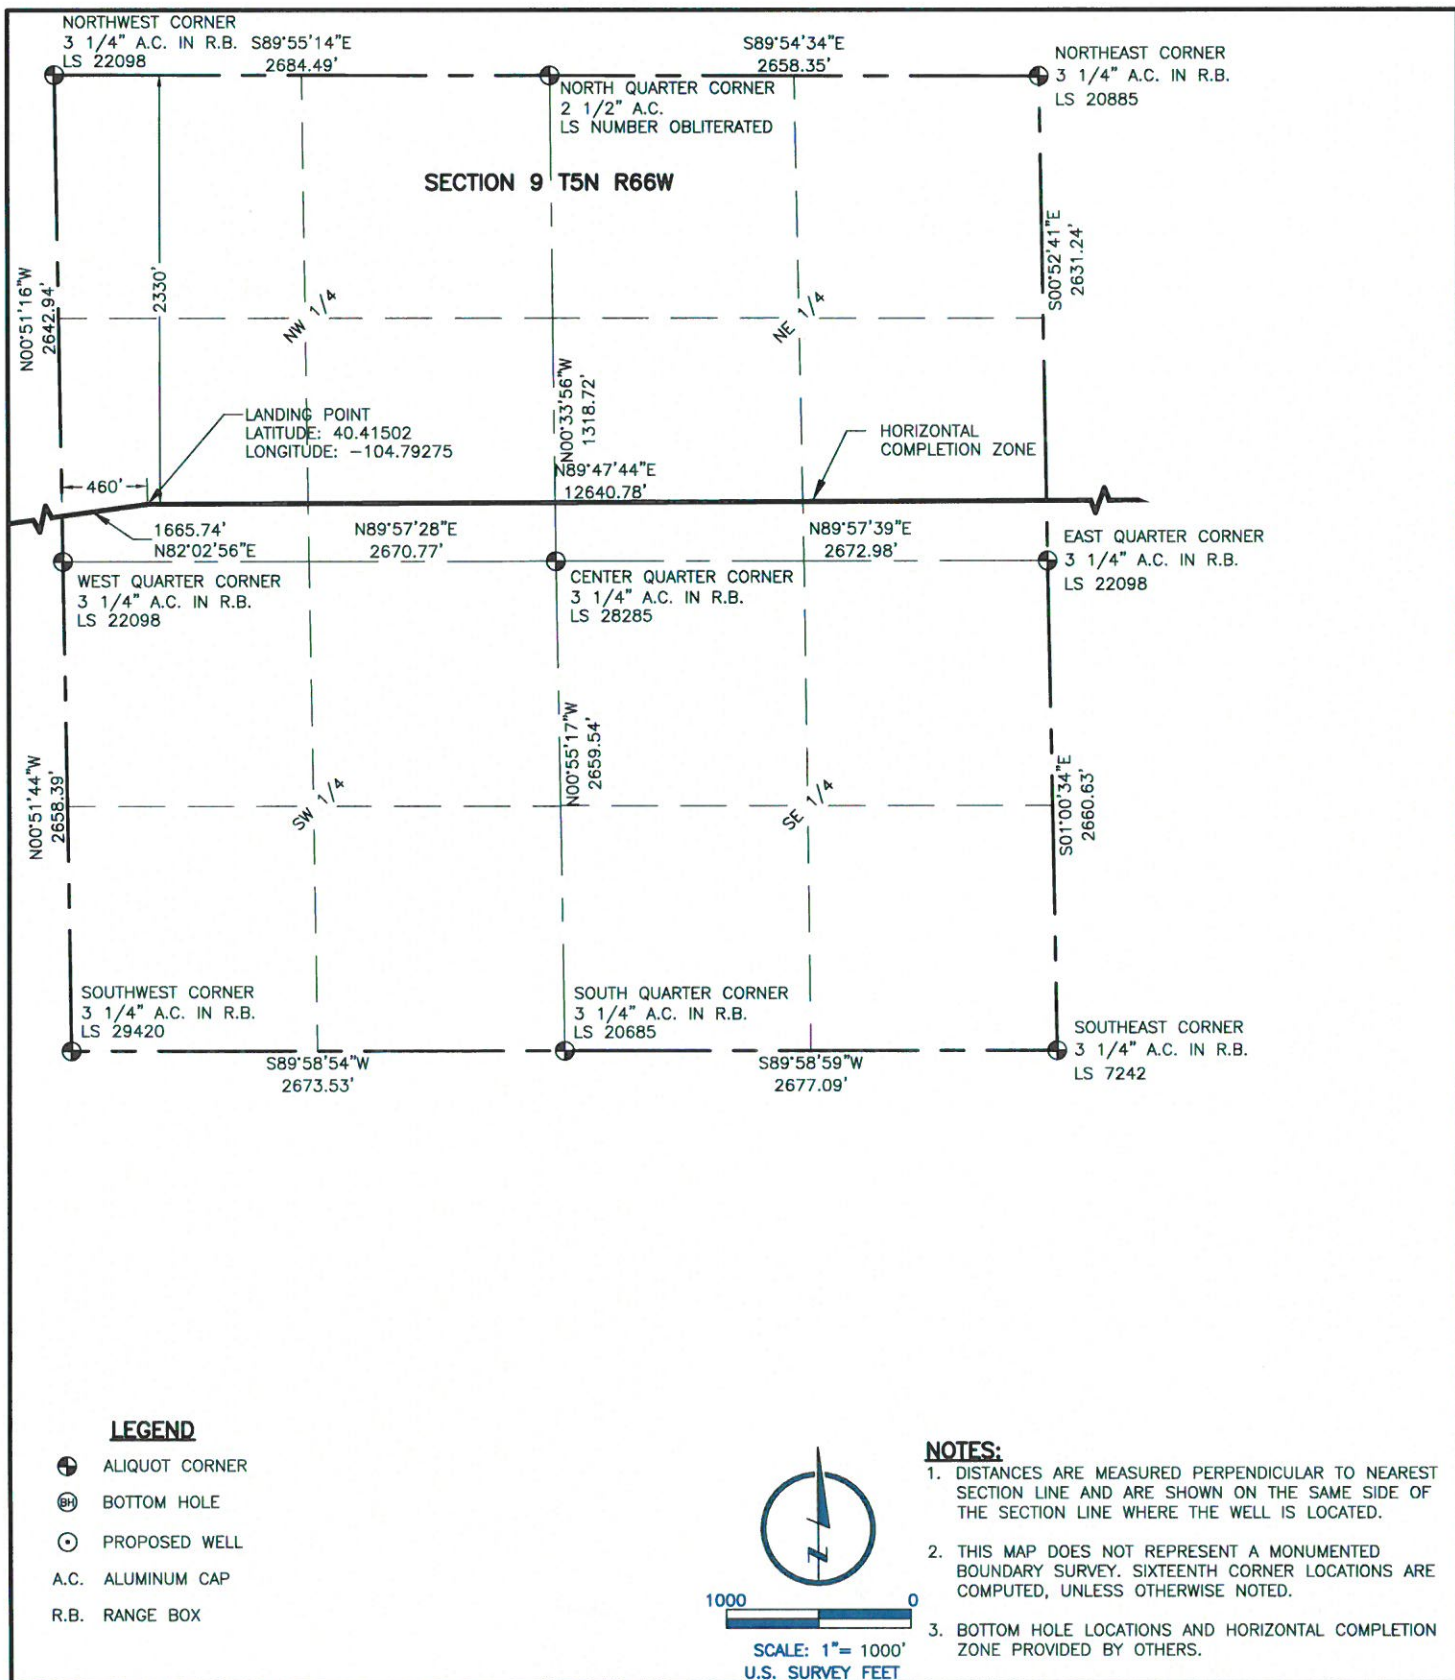 NORTHWEST CORNER
3 1/4" A.C. IN R.B.
LS 22098
S89°55'14"E
2684.49'
S89°54'34"E
2658.35'
NORTHEAST CORNER
3 1/4" A.C. IN R.B.
LS 20885
NORTH QUARTER CORNER
2 1/2" A.C.
LS NUMBER OBLITERATED
SECTION 9 T5N R66W
N00°51'16"W
2642.94'
2330'
NW 1/4
NE 1/4
S00°52'41"E
2631.24'
N00°33'56"W
1318.72'
LANDING POINT
LATITUDE: 40.41502
LONGITUDE: -104.79275
HORIZONTAL
COMPLETION ZONE
460'
N89°47'44"E
12640.78'
1665.74'
N82°02'56"E
N89°57'28"E
2670.77'
N89°57'39"E
2672.98'
EAST QUARTER CORNER
3 1/4" A.C. IN R.B.
LS 22098
WEST QUARTER CORNER
3 1/4" A.C. IN R.B.
LS 22098
CENTER QUARTER CORNER
3 1/4" A.C. IN R.B.
LS 28285
N00°51'44"W
2658.39'
SW 1/4
N00°55'17"W
2659.54'
SE 1/4
S01°00'34"E
2660.63'
SOUTHWEST CORNER
3 1/4" A.C. IN R.B.
LS 29420
SOUTH QUARTER CORNER
3 1/4" A.C. IN R.B.
LS 20685
SOUTHEAST CORNER
3 1/4" A.C. IN R.B.
LS 7242
S89°58'54"W
2673.53'
S89°58'59"W
2677.09'
LEGEND
ALIQUOT CORNER
BH BOTTOM HOLE
PROPOSED WELL
A.C. ALUMINUM CAP
R.B. RANGE BOX
N
1000 0
SCALE: 1"= 1000'
U.S. SURVEY FEET
NOTES:
1. DISTANCES ARE MEASURED PERPENDICULAR TO NEAREST
SECTION LINE AND ARE SHOWN ON THE SAME SIDE OF
THE SECTION LINE WHERE THE WELL IS LOCATED.
2. THIS MAP DOES NOT REPRESENT A MONUMENTED
BOUNDARY SURVEY. SIXTEENTH CORNER LOCATIONS ARE
COMPUTED, UNLESS OTHERWISE NOTED.
3. BOTTOM HOLE LOCATIONS AND HORIZONTAL COMPLETION
ZONE PROVIDED BY OTHERS.